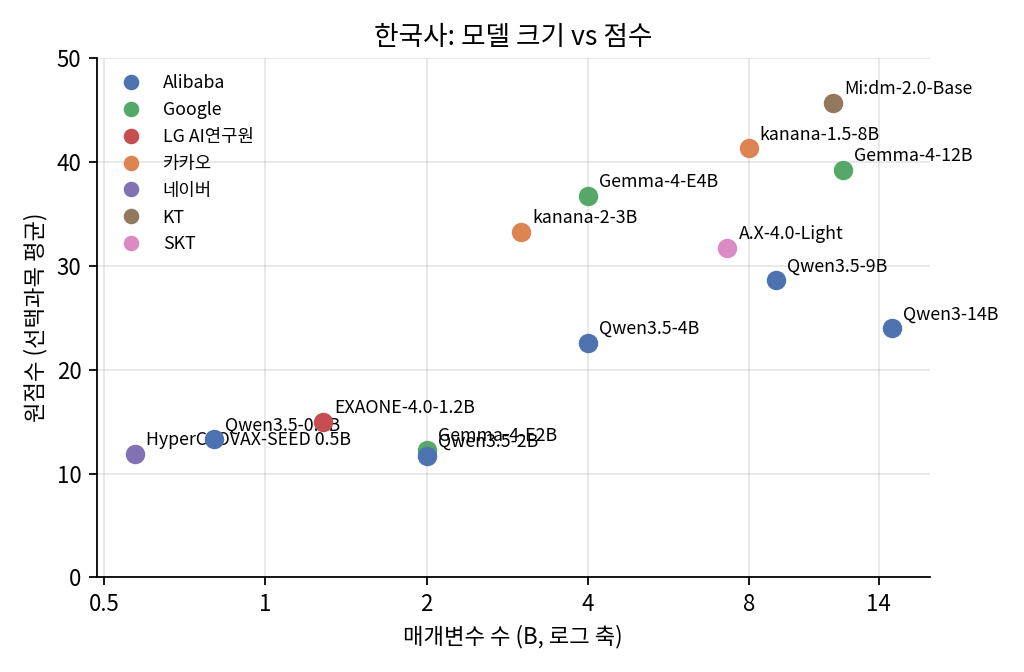 한국사: 모델 크기 vs 점수
원점수 (선택과목 평균)
50
40
30
20
10
0
Alibaba
Google
LG AI연구원
카카오
네이버
KT
SKT
Mi:dm-2.0-Base
kanana-1.5-8B
Gemma-4-12B
Gemma-4-E4B
kanana-2-3B
A.X-4.0-Light
Qwen3.5-9B
Qwen3-14B
Qwen3.5-4B
EXAONE-4.0-1.2B
Gemma-4-E2B
Qwen3.5-2B
0.5B
0.5
1
2
4
8
14
매개변수 수 (B, 로그 축)